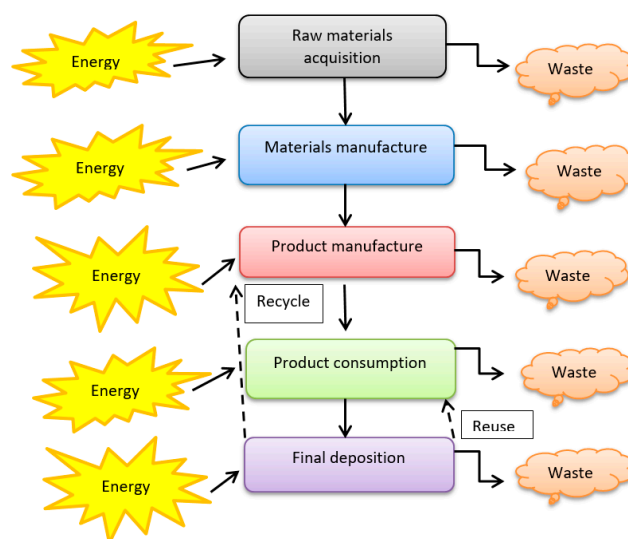 Energy
Raw materials
acquisition
Waste
Energy
Materials manufacture
Waste
Energy
Product manufacture
Waste
Recycle
Energy
Product consumption
Waste
Reuse
Energy
Final deposition
Waste